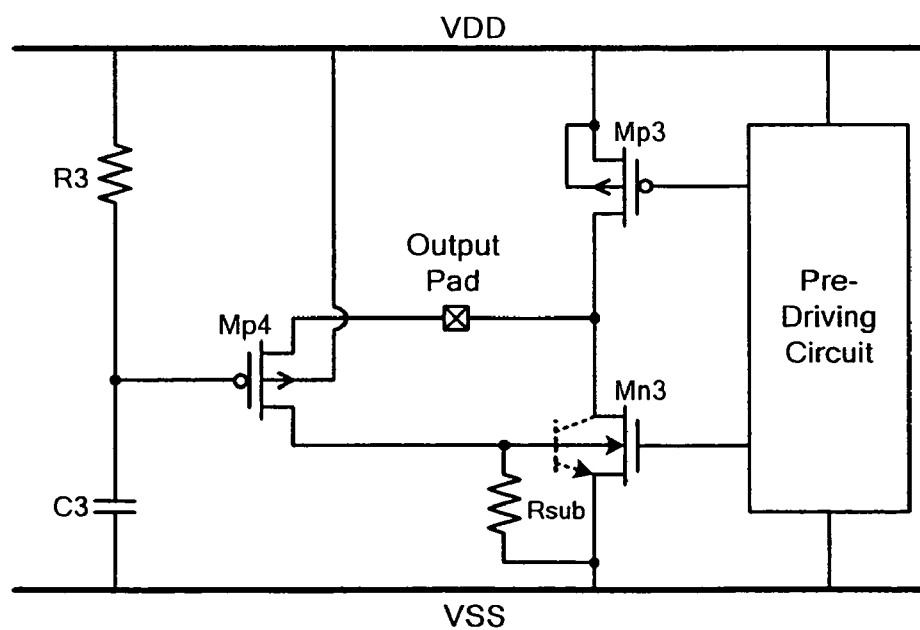 VDD
Mp3
R3
Output
Pad
Pre-
Driving
Circuit
Mp4
Mn3
C3
Rsub
VSS